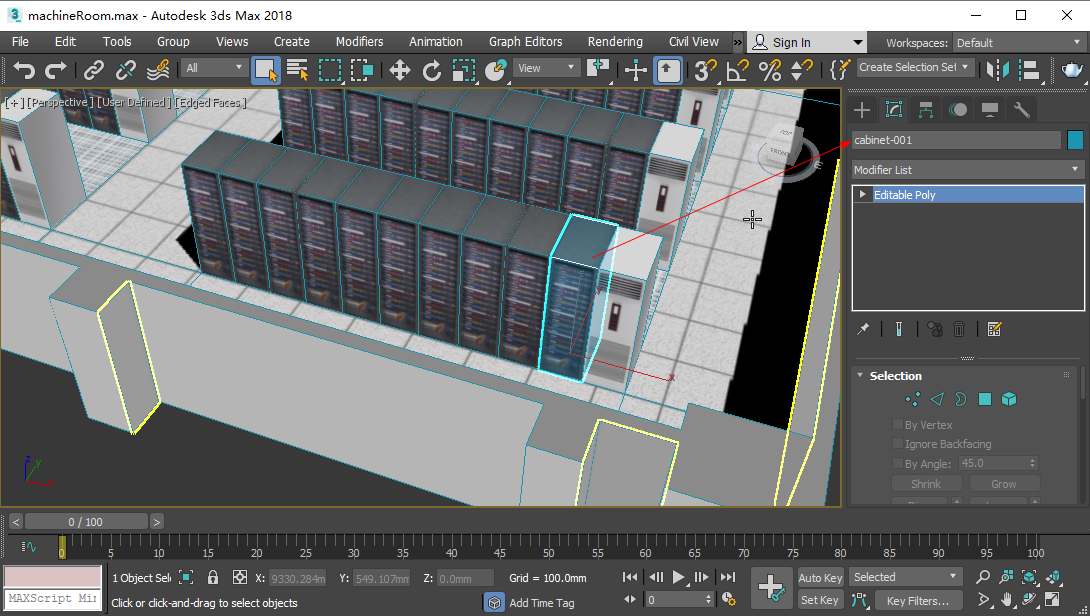 machineRoom.max - Autodesk 3ds Max 2018
File Edit Tools Group Views Create Modifiers Animation Graph Editors Rendering Civil View » Sign In Workspaces: Default
All View 3 Create Selection Set
[+] [Perspective] [User Defined] [Edged Faces]
TOP
FRONT
cabinet-001
Modifier List
Editable Poly
Selection
By Vertex
Ignore Backfacing
By Angle: 45.0
Shrink Grow
x
z
y
x
< 0 / 100 >
0 5 10 15 20 25 30 35 40 45 50 55 60 65 70 75 80 85 90 95 100
1 Object Sel X: 9330.284m Y: 549.107mm Z: 0.0mm Grid = 100.0mm Auto Key Selected
MAXScript Mi Click or click-and-drag to select objects Add Time Tag 0 Set Key Key Filters...